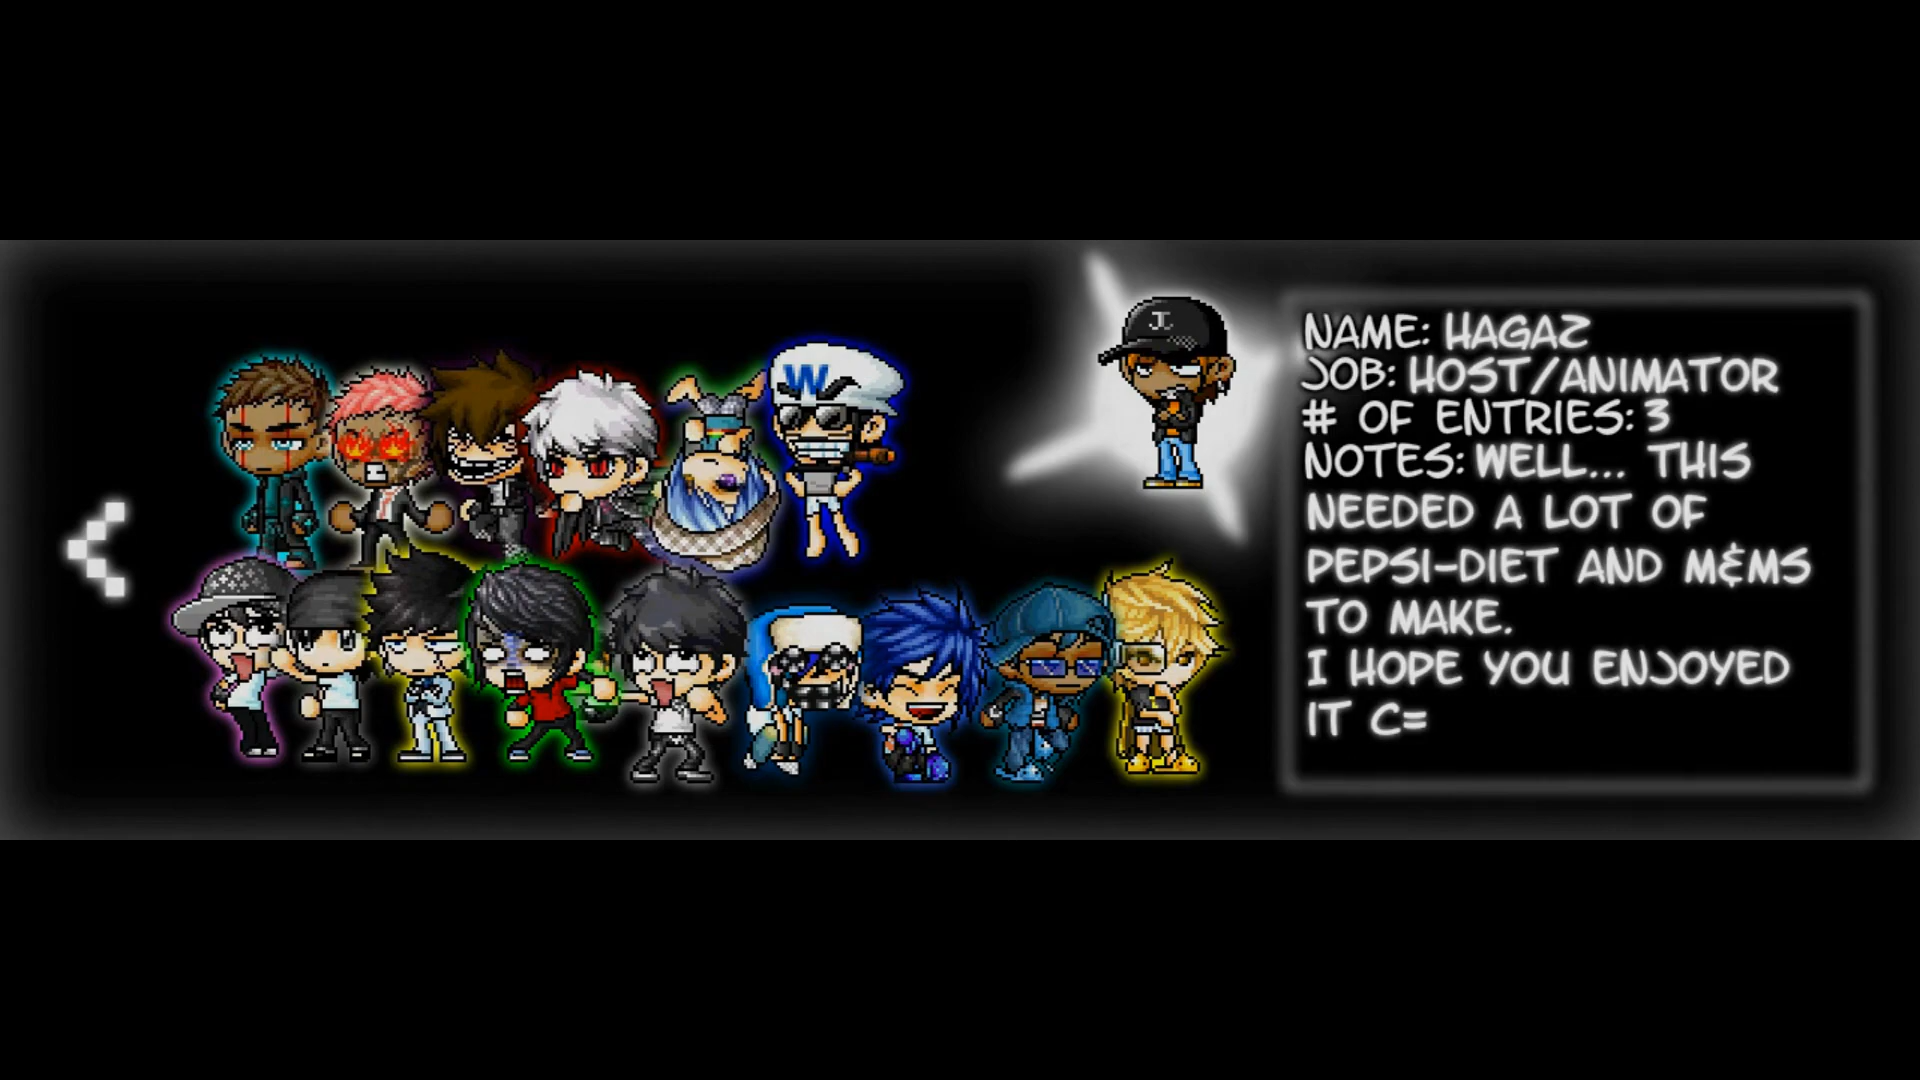 W
J.
NAME: HAGAZ
JOB: HOST/ANIMATOR
# OF ENTRIES: 3
NOTES: WELL... THIS
NEEDED A LOT OF
PEPSI-DIET AND M&MS
TO MAKE.
I HOPE YOU ENJOYED
IT C=